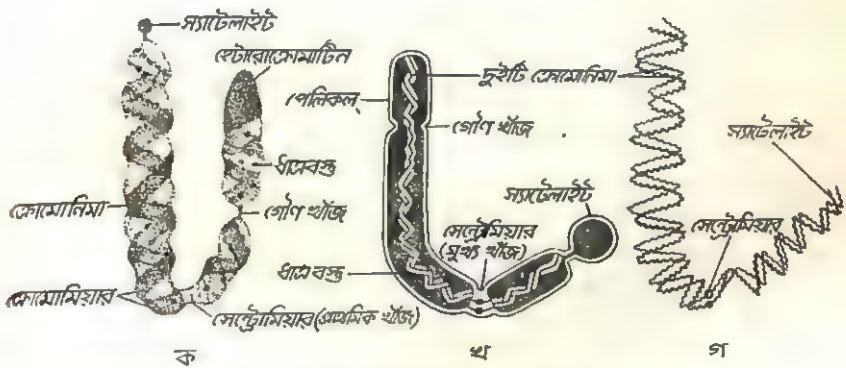 স্যাটেলাইট
হেটারোক্রোমাটিন
ধাত্রবস্তু
গৌণ খাঁজ
ক্রোমোনিমা
ক্রোমোমিয়ার
সেন্ট্রোমিয়ার (প্রাথমিক খাঁজ)
ক
দুইটি ক্রোমোনিমা
পেলিকল্
গৌণ খাঁজ
স্যাটেলাইট
সেন্ট্রোমিয়ার
(মুখ্য খাঁজ)
ধাত্রবস্তু
খ
স্যাটেলাইট
সেন্ট্রোমিয়ার
গ